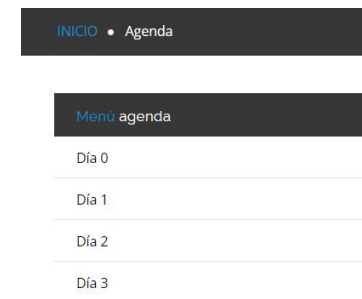 INICIO • Agenda
Menú agenda
Día 0
Día 1
Día 2
Día 3